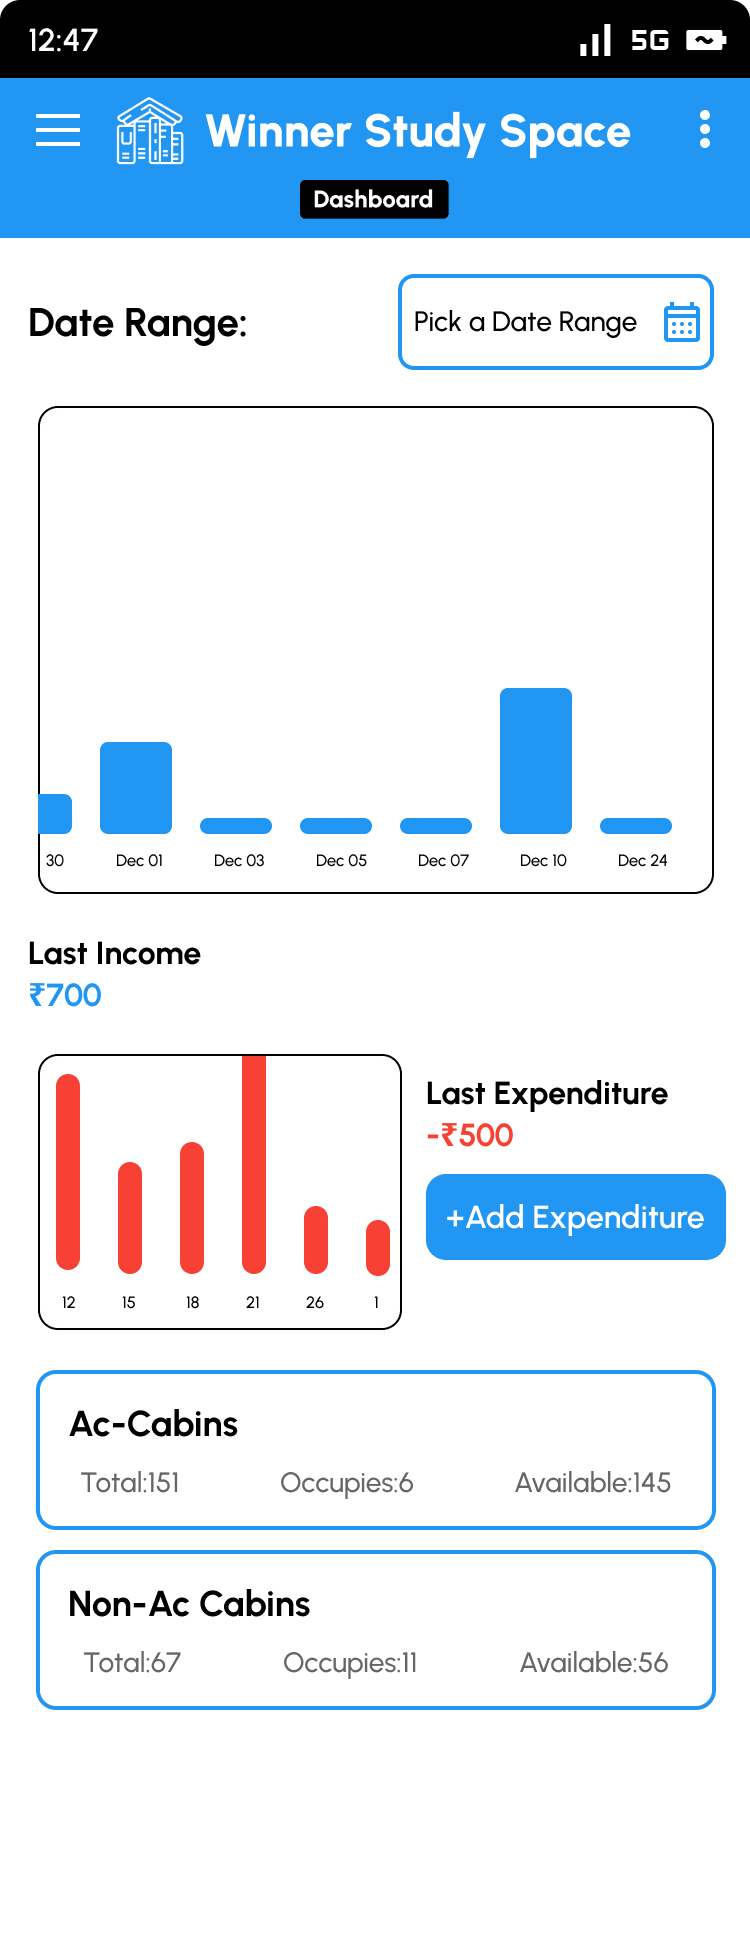 12:47
5G
Winner Study Space
Dashboard
Date Range:
Pick a Date Range
30 Dec 01 Dec 03 Dec 05 Dec 07 Dec 10 Dec 24
Last Income
₹700
Last Expenditure
-₹500
+Add Expenditure
12 15 18 21 26 1
Ac-Cabins
Total:151 Occupies:6 Available:145
Non-Ac Cabins
Total:67 Occupies:11 Available:56